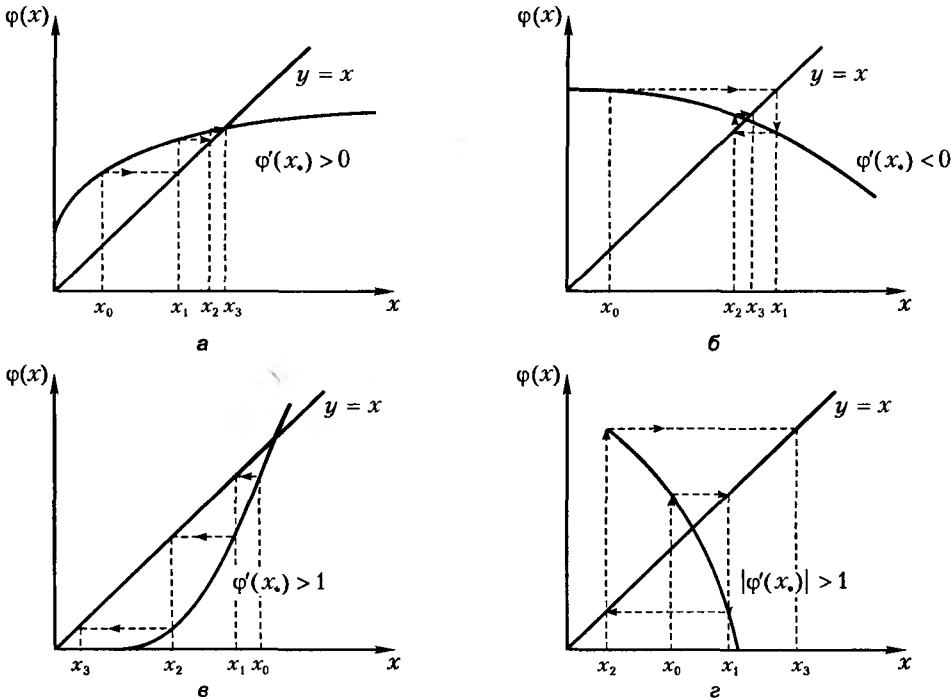 φ(x)
y = x
φ′(x*) > 0
x₀ x₁ x₂ x₃ x
а
φ(x)
y = x
φ′(x*) < 0
x₀ x₂ x₃ x₁ x
б
φ(x)
y = x
φ′(x*) > 1
x₃ x₂ x₁ x₀ x
в
φ(x)
y = x
|φ′(x*)| > 1
x₂ x₀ x₁ x₃ x
г